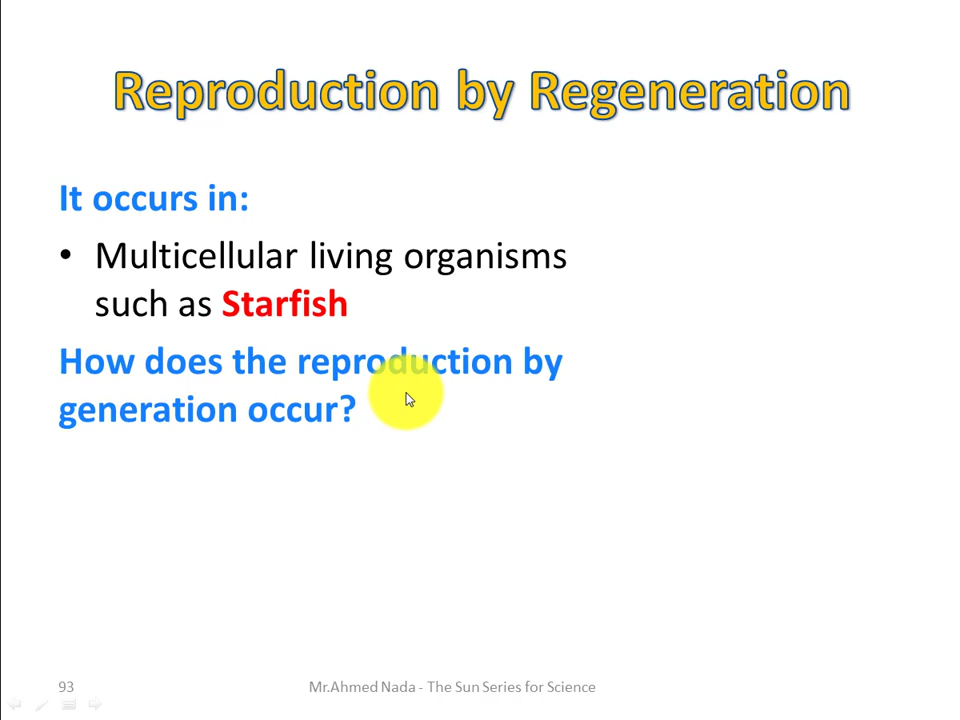 Reproduction by Regeneration
It occurs in:
• Multicellular living organisms
such as Starfish
How does the reproduction by
generation occur?
93
Mr.Ahmed Nada - The Sun Series for Science